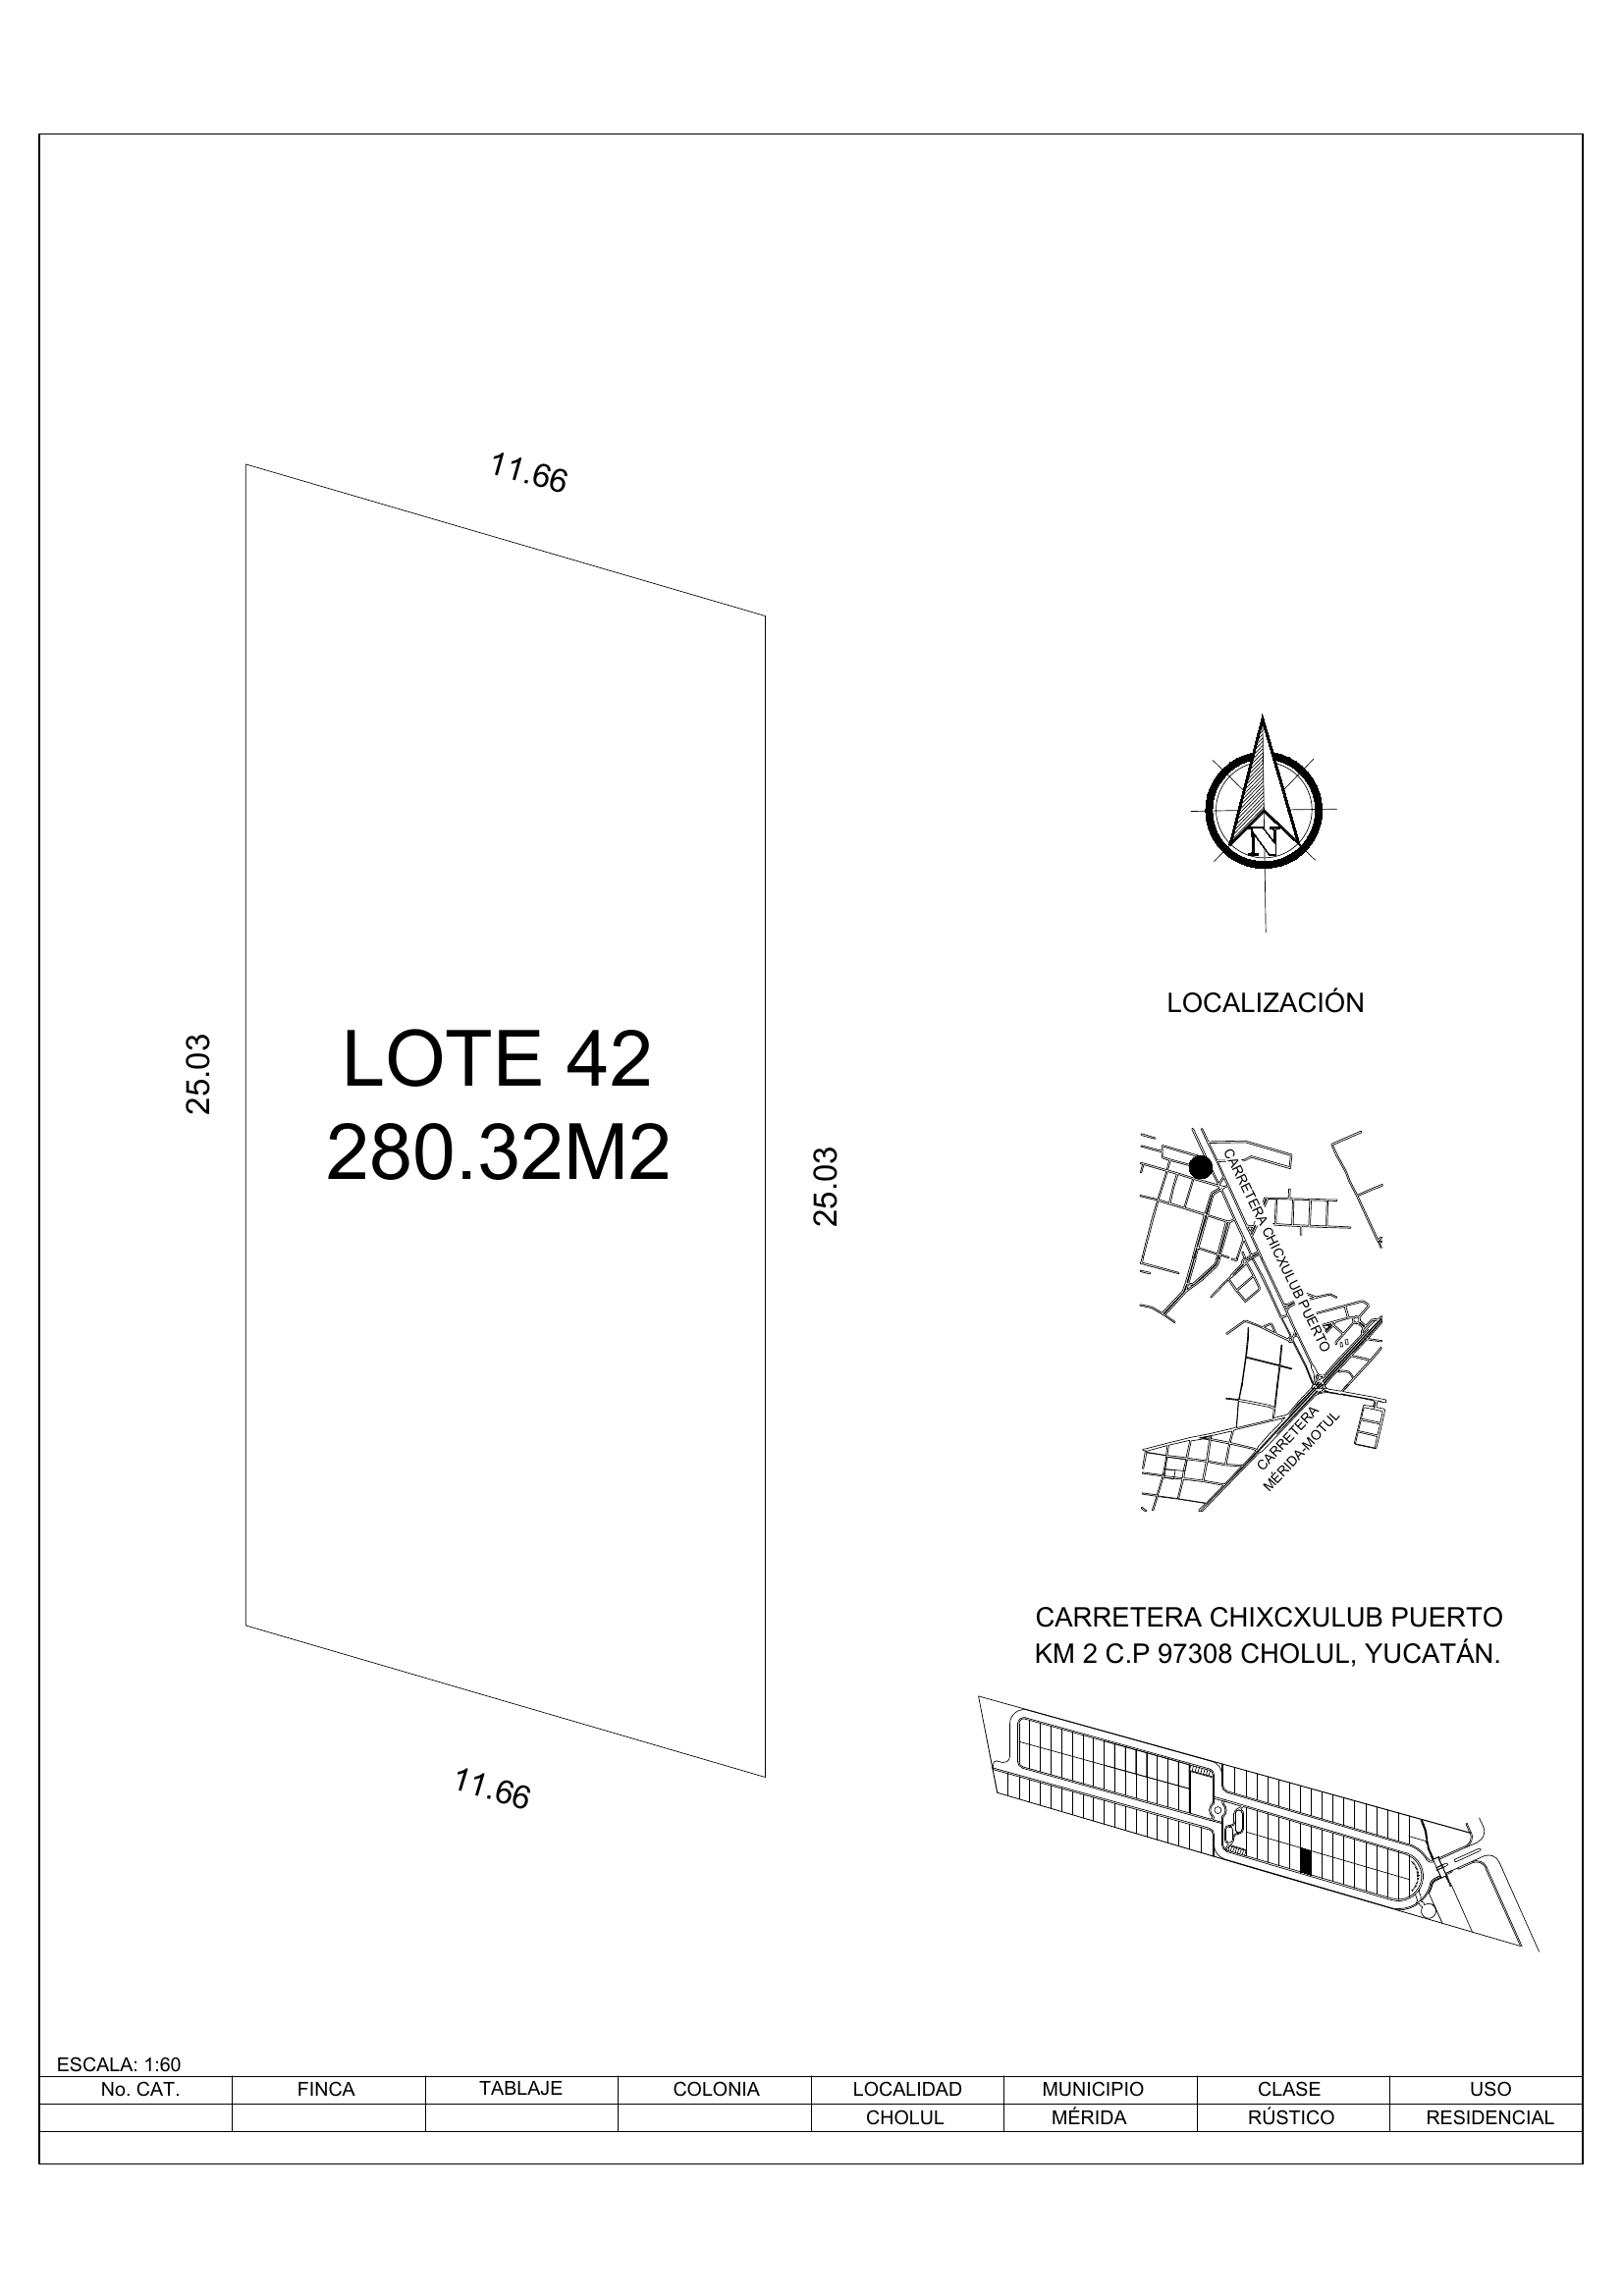 11.66
25.03
LOTE 42
280.32M2
25.03
11.66
N
LOCALIZACIÓN
CARRETERA CHICXULUB PUERTO
CARRETERA
MÉRIDA-MOTUL
CARRETERA CHIXCXULUB PUERTO
KM 2 C.P 97308 CHOLUL, YUCATÁN.
ESCALA: 1:60
No. CAT. FINCA TABLAJE COLONIA LOCALIDAD MUNICIPIO CLASE USO
CHOLUL MÉRIDA RÚSTICO RESIDENCIAL